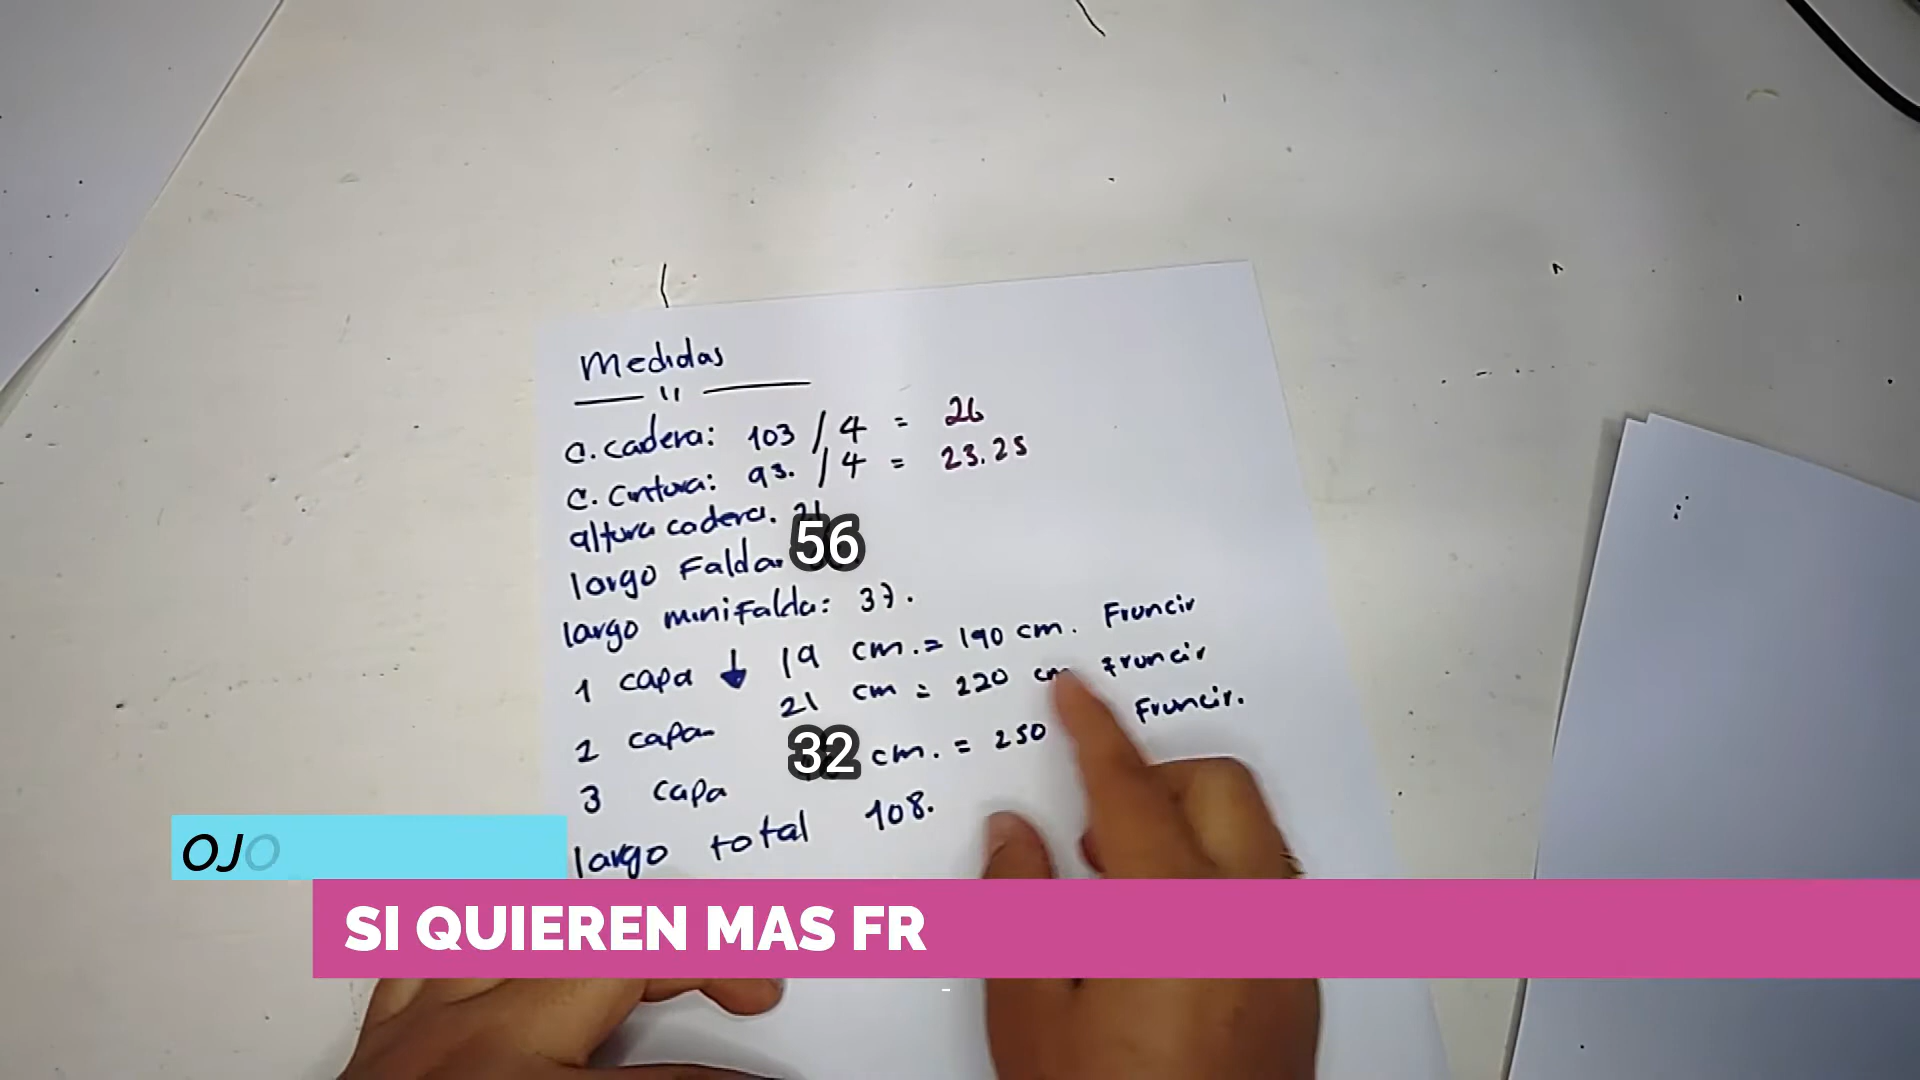 Medidas
c. cadera: 103 / 4 = 26
c. cintura: 93. / 4 = 23.25
altura cadera. 21
largo Falda. 56
largo minifalda: 37.
1 capa ↓ 19 cm. = 190 cm. Fruncir
2 capa 21 cm = 220 cm Fruncir
3 capa 32 cm. = 250 Fruncir.
largo total 108.
OJO
SI QUIEREN MAS FR